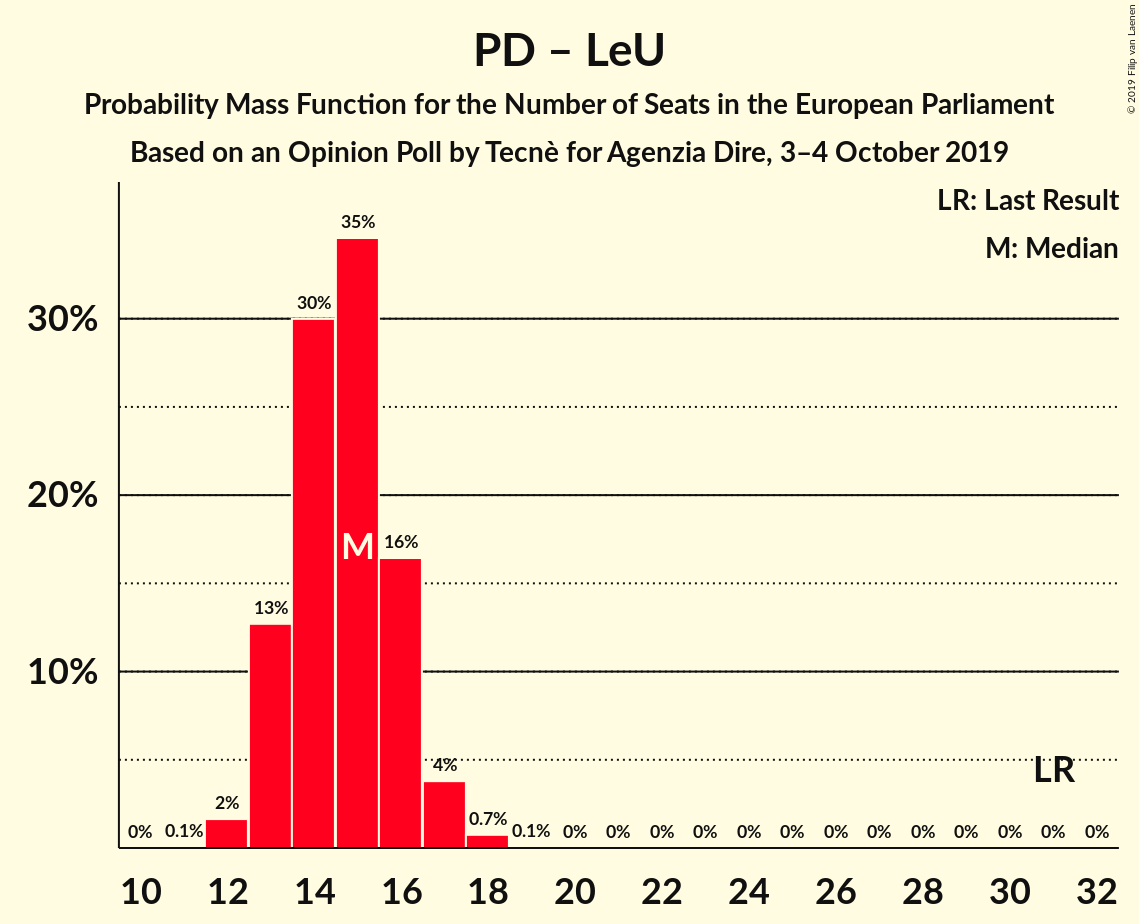 PD – LeU
Probability Mass Function for the Number of Seats in the European Parliament
Based on an Opinion Poll by Tecnè for Agenzia Dire, 3–4 October 2019
© 2019 Filip van Laenen
LR: Last Result
M: Median
30%
20%
10%
0% 0.1% 2% 13% 30% 35% 16% 4% 0.7% 0.1% 0% 0% 0% 0% 0% 0% 0% 0% 0% 0% 0% 0% 0%
M
LR
10 12 14 16 18 20 22 24 26 28 30 32